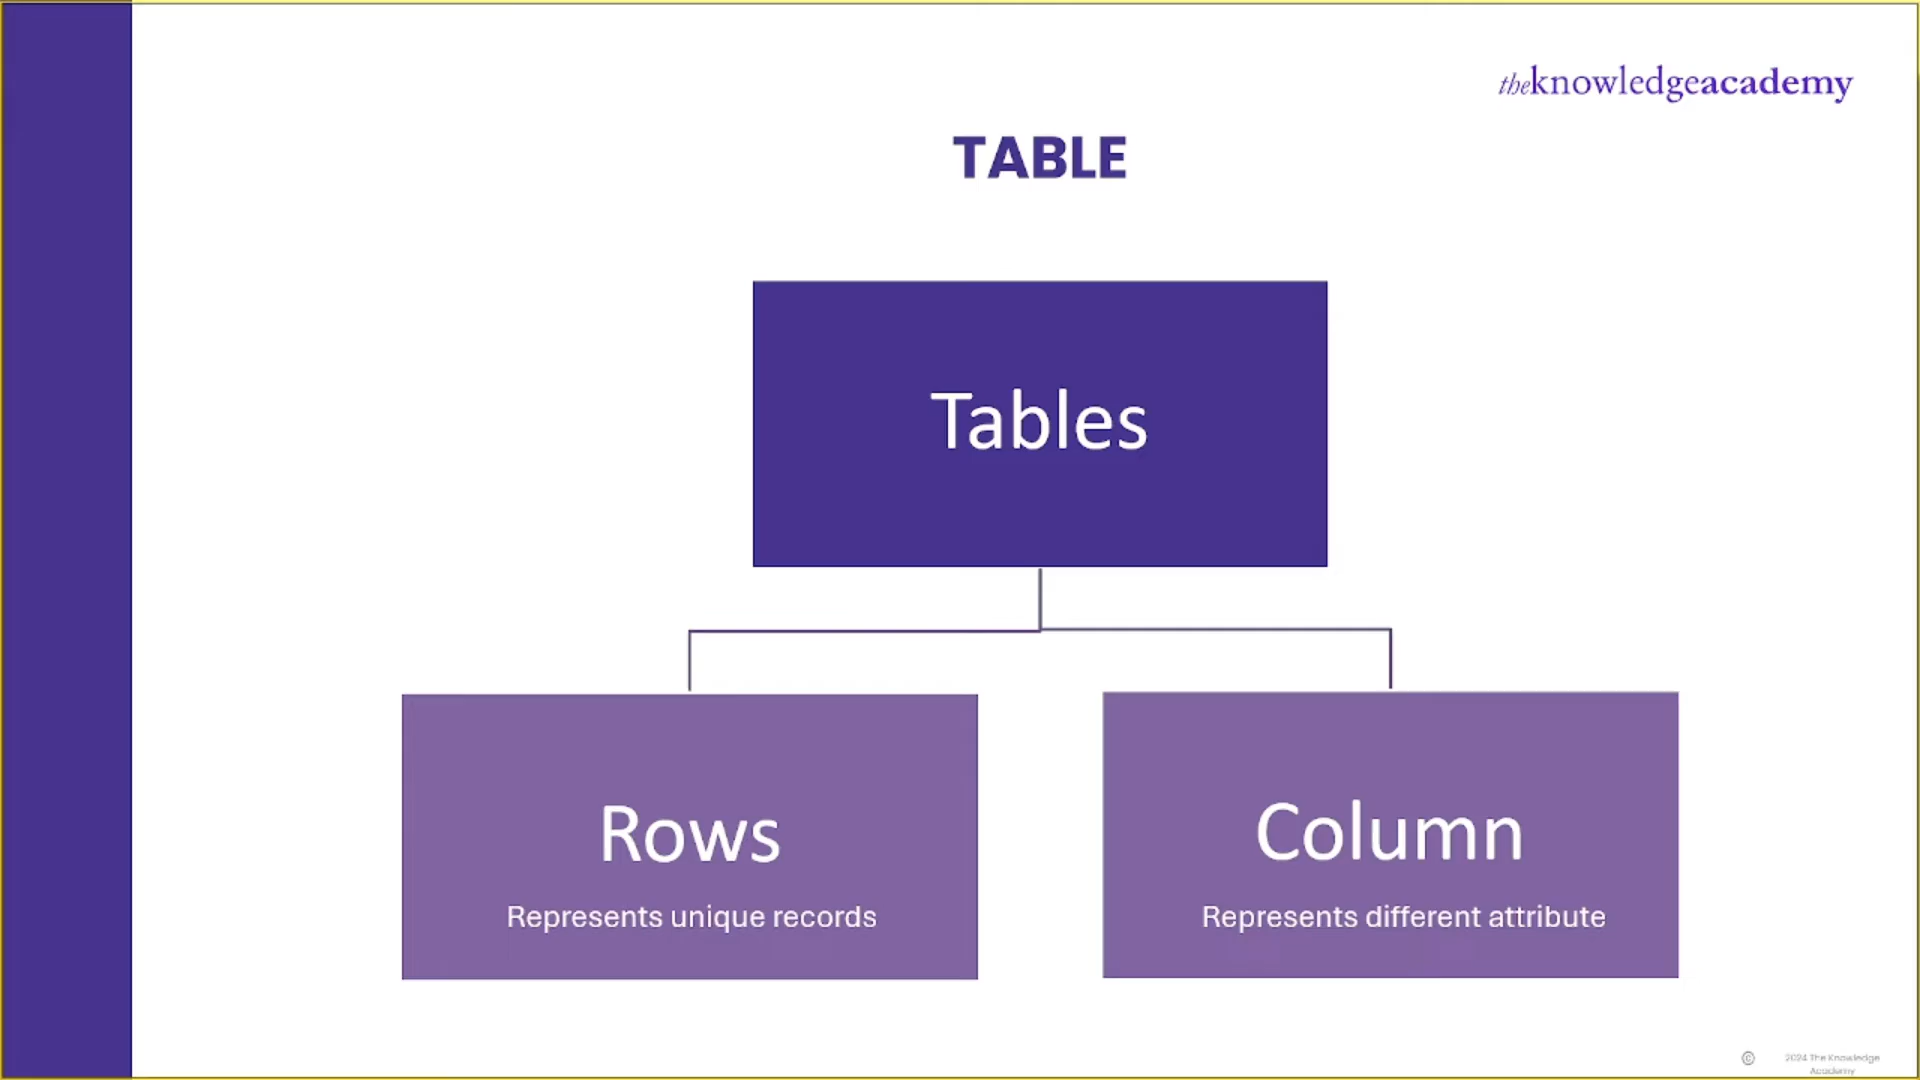 theknowledgeacademy
TABLE
Tables
Rows
Represents unique records
Column
Represents different attribute
© 2024 The Knowledge
Academy